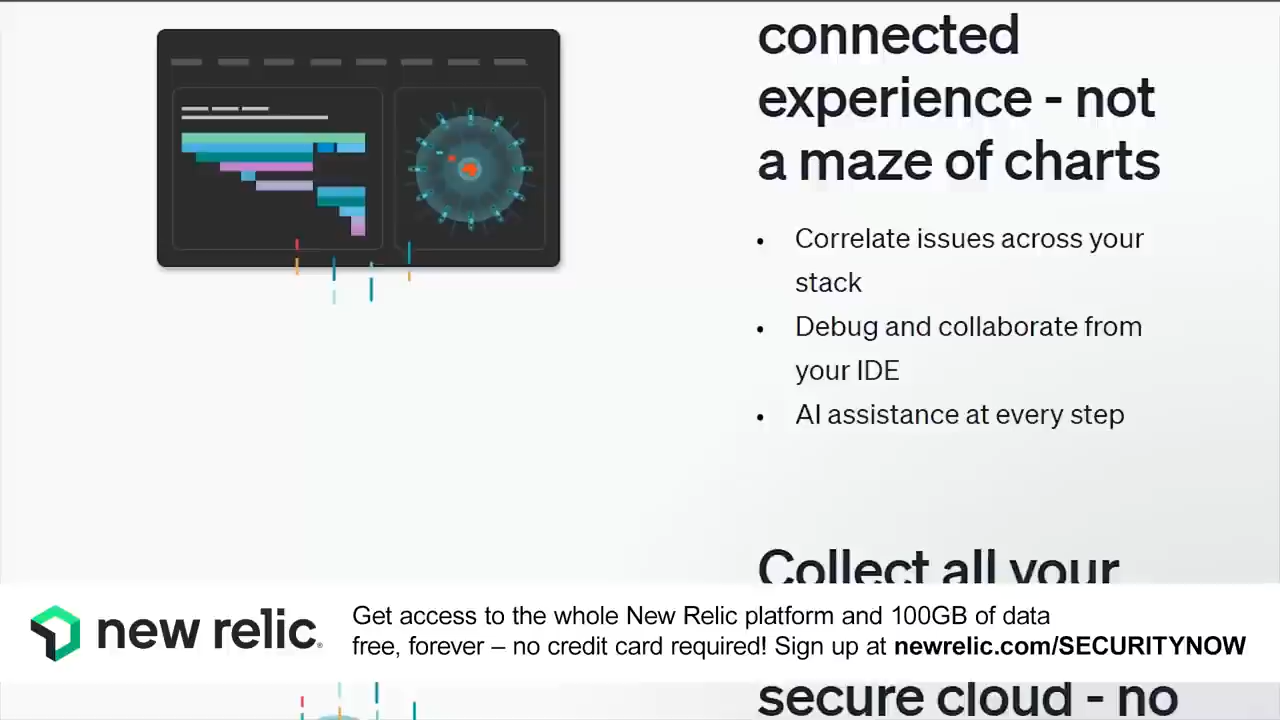 connected
experience - not
a maze of charts
• Correlate issues across your
stack
• Debug and collaborate from
your IDE
• AI assistance at every step
Collect all your
new relic®
Get access to the whole New Relic platform and 100GB of data
free, forever – no credit card required! Sign up at newrelic.com/SECURITYNOW
secure cloud - no